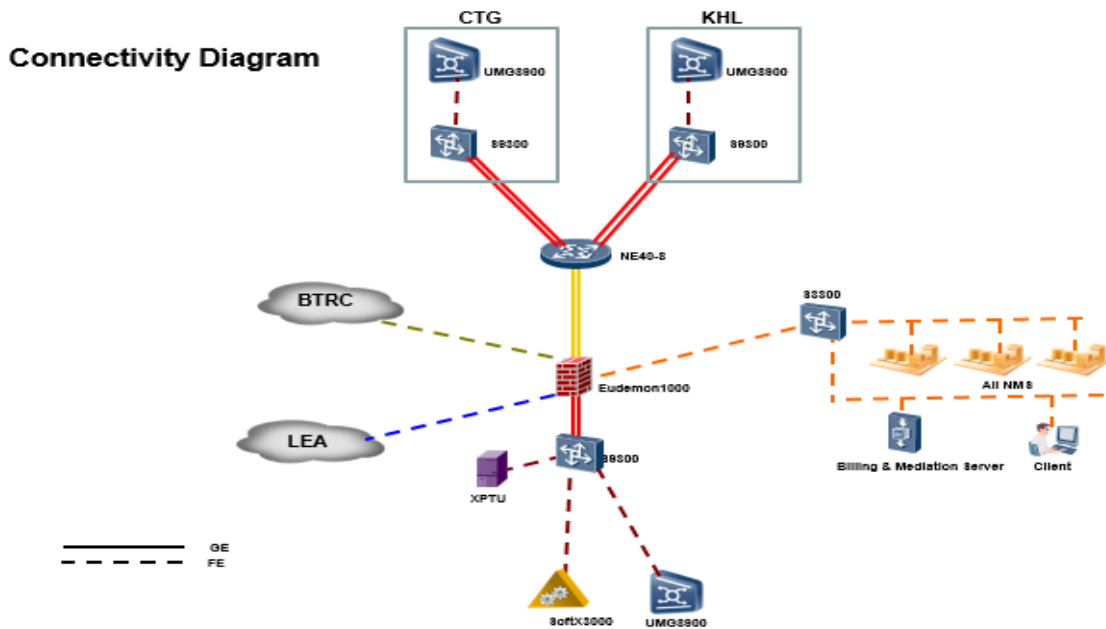 Connectivity Diagram
CTG
KHL
UMG8900
UMG8900
S9300
S9300
NE40-8
BTRC
S3300
Eudemon1000
All NMS
LEA
S9300
XPTU
Billing & Mediation Server
Client
GE
FE
SoftX3000
UMG8900